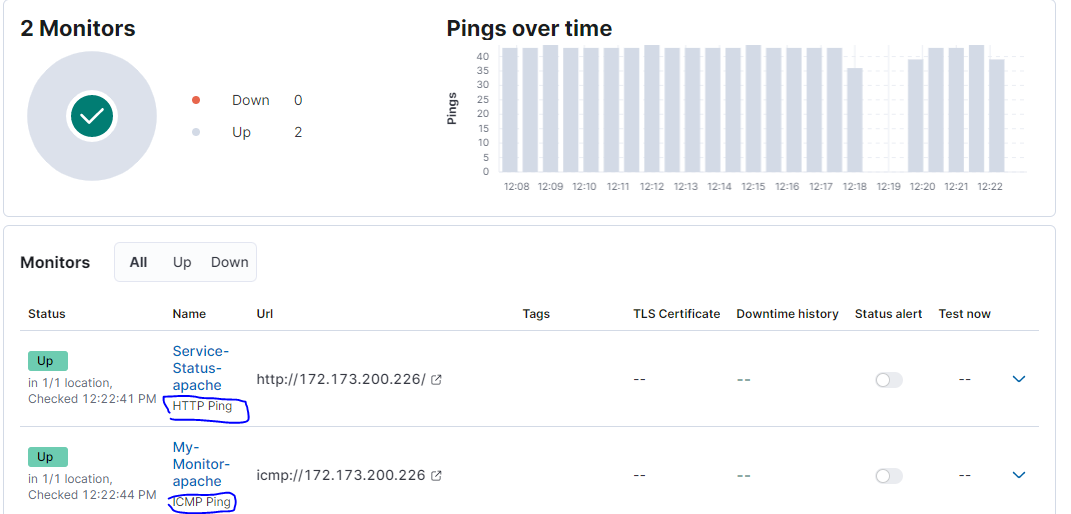 2 Monitors
Down 0
Up 2
Pings over time
Pings
40
35
30
25
20
15
10
5
0
12:08 12:09 12:10 12:11 12:12 12:13 12:14 12:15 12:16 12:17 12:18 12:19 12:20 12:21 12:22
Monitors All Up Down
Status Name Url Tags TLS Certificate Downtime history Status alert Test now
Up
in 1/1 location,
Checked 12:22:41 PM
Service-
Status-
apache
HTTP Ping
http://172.173.200.226/
-- -- --
Up
in 1/1 location,
Checked 12:22:44 PM
My-
Monitor-
apache
ICMP Ping
icmp://172.173.200.226
-- -- --